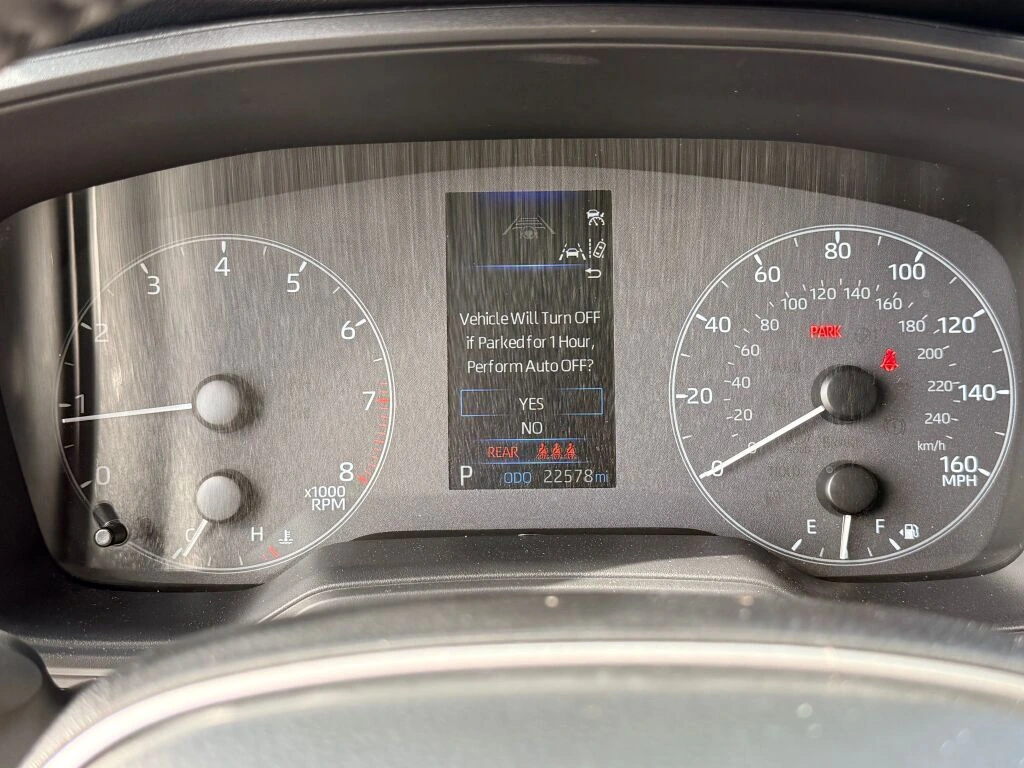 Vehicle Will Turn OFF
if Parked for 1 Hour,
Perform Auto OFF?
YES
NO
REAR
P ODO 22578 mi
0
1
2
3
4
5
6
7
8
x1000
RPM
C H
0
20
40
60
80
100
120
140
160
MPH
0
20
40
60
80
100
120
140
160
180
200
220
240
km/h
PARK
E F